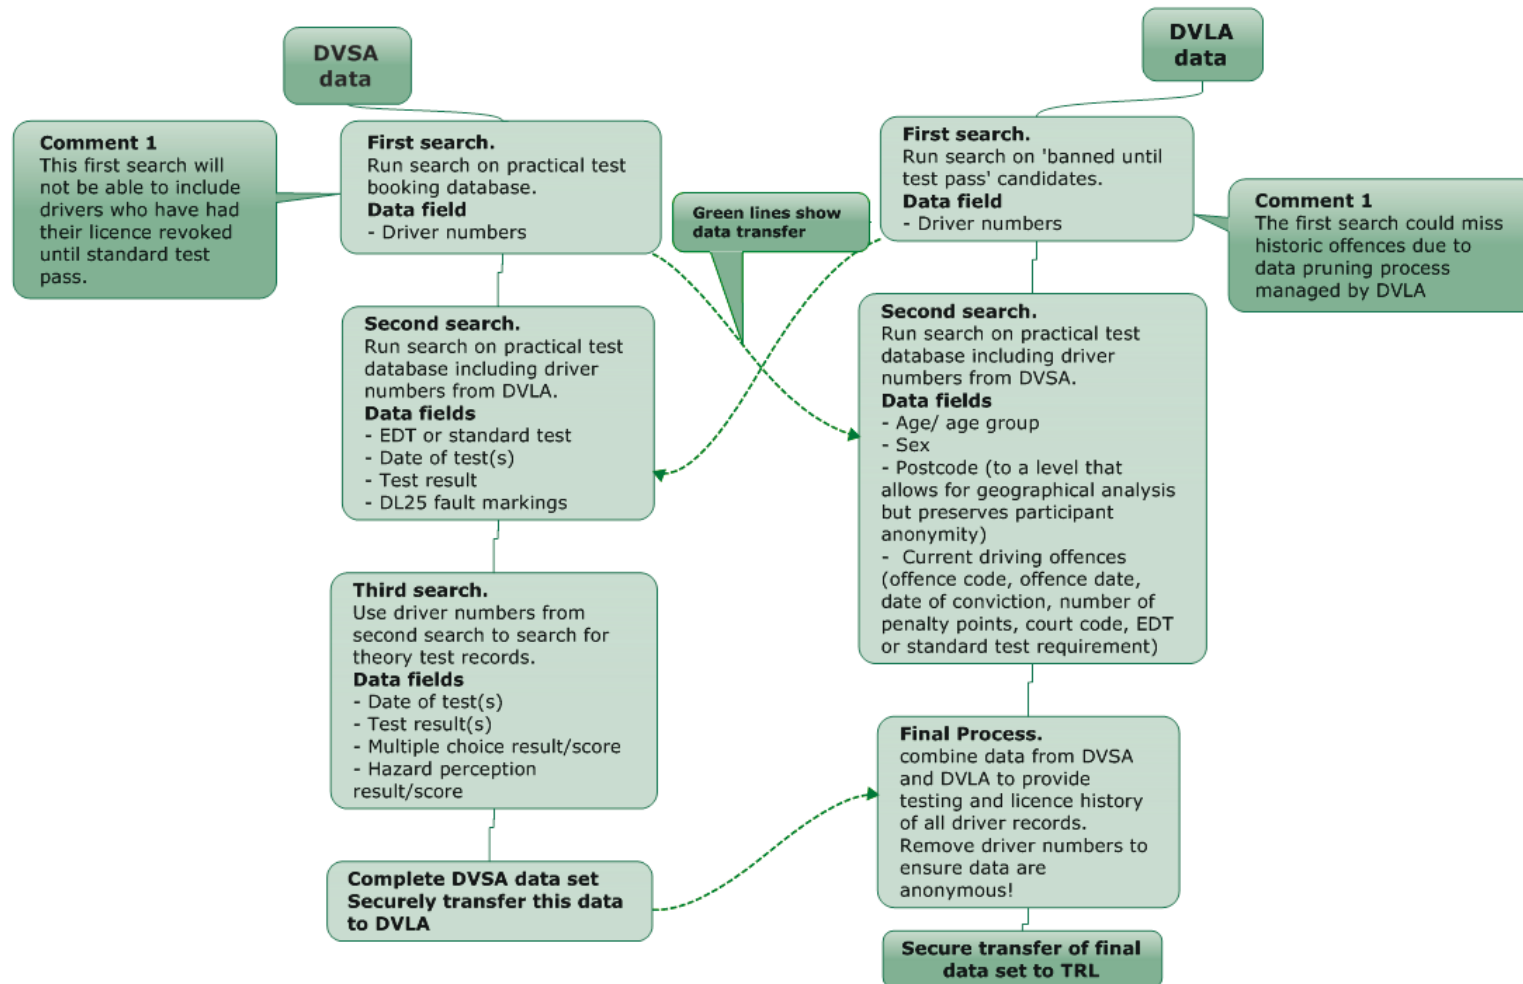 DVSA
data
Comment 1
This first search will
not be able to include
drivers who have had
their licence revoked
until standard test
pass.
First search.
Run search on practical test
booking database.
Data field
- Driver numbers
Second search.
Run search on practical test
database including driver
numbers from DVLA.
Data fields
- EDT or standard test
- Date of test(s)
- Test result
- DL25 fault markings
Third search.
Use driver numbers from
second search to search for
theory test records.
Data fields
- Date of test(s)
- Test result(s)
- Multiple choice result/score
- Hazard perception
result/score
Complete DVSA data set
Securely transfer this data
to DVLA
Green lines show
data transfer
DVLA
data
First search.
Run search on 'banned until
test pass' candidates.
Data field
- Driver numbers
Comment 1
The first search could miss
historic offences due to
data pruning process
managed by DVLA
Second search.
Run search on practical test
database including driver
numbers from DVSA.
Data fields
- Age/ age group
- Sex
- Postcode (to a level that
allows for geographical analysis
but preserves participant
anonymity)
- Current driving offences
(offence code, offence date,
date of conviction, number of
penalty points, court code, EDT
or standard test requirement)
Final Process.
combine data from DVSA
and DVLA to provide
testing and licence history
of all driver records.
Remove driver numbers to
ensure data are
anonymous!
Secure transfer of final
data set to TRL